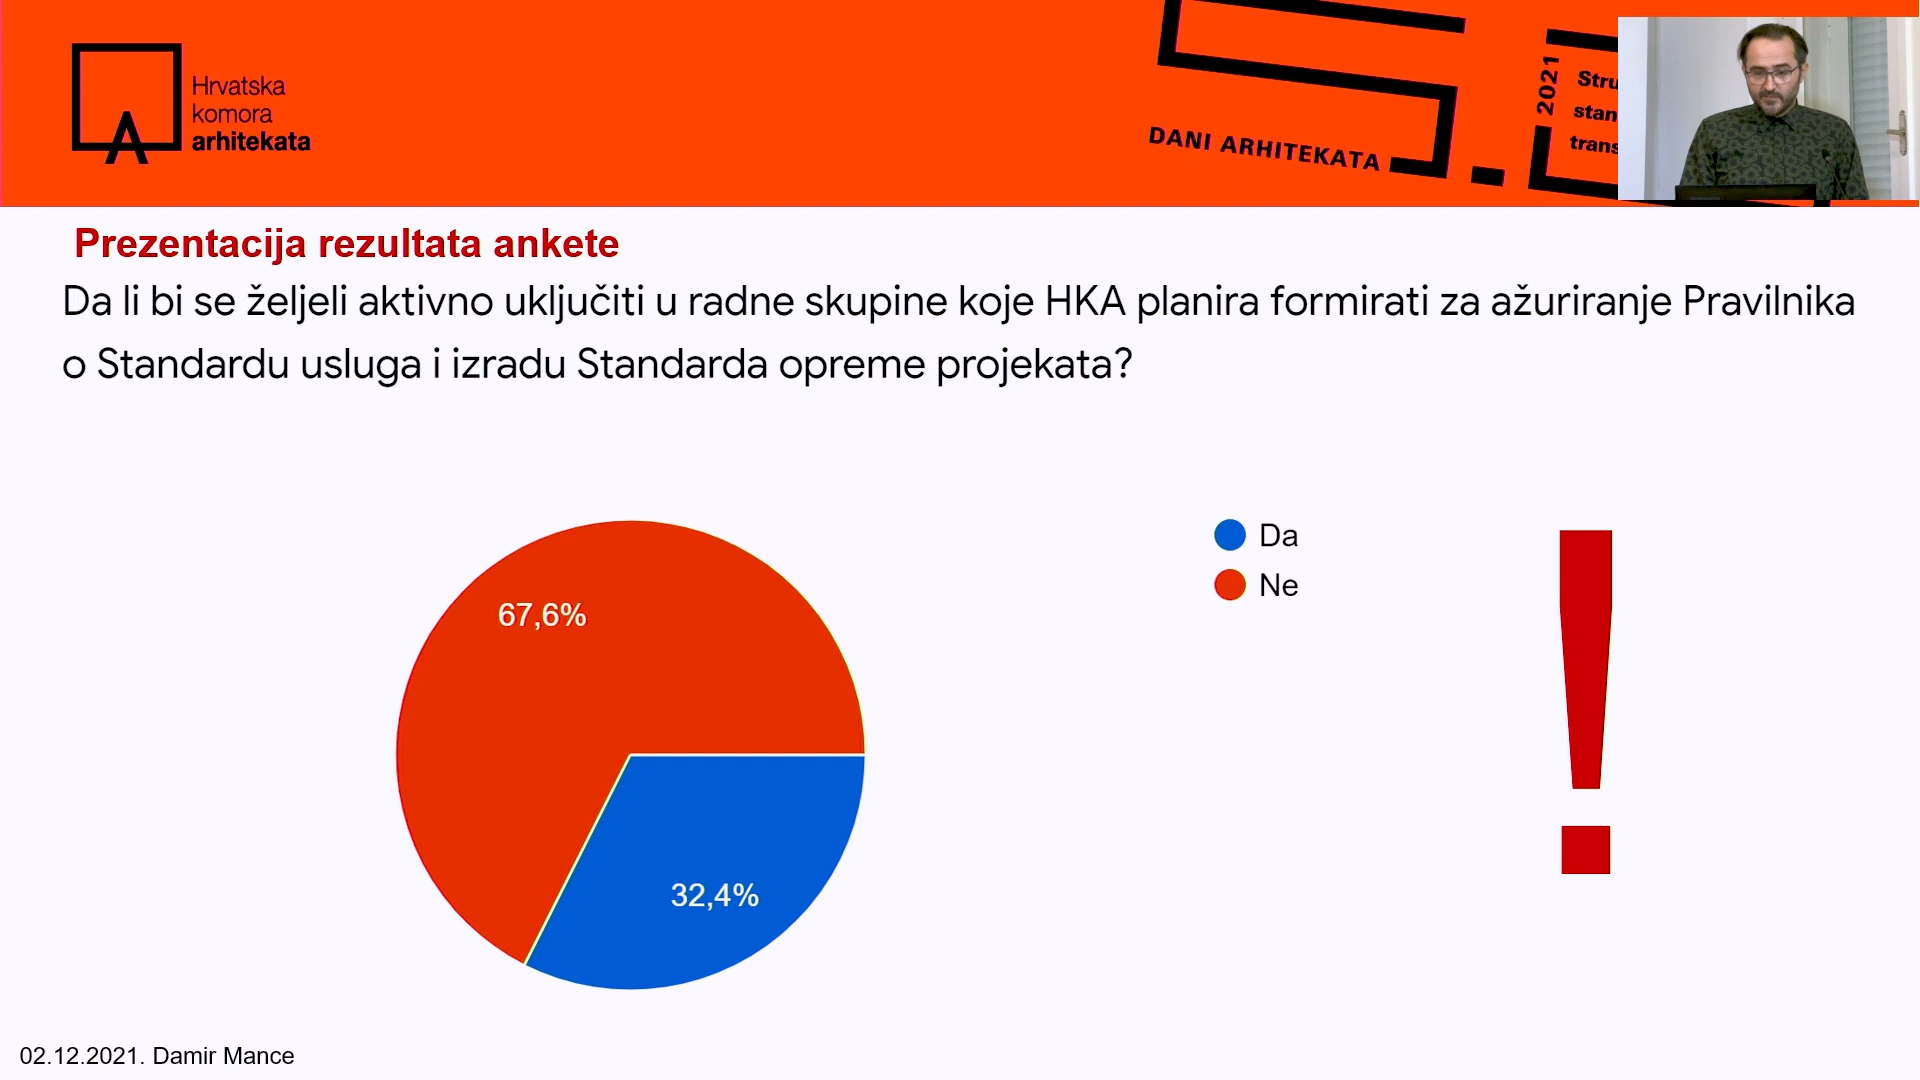 Hrvatska
komora
arhitekata
DANI ARHITEKATA
2021
Prezentacija rezultata ankete
Da li bi se željeli aktivno uključiti u radne skupine koje HKA planira formirati za ažuriranje Pravilnika
o Standardu usluga i izradu Standarda opreme projekata?
Da
Ne
67,6%
32,4%
!
02.12.2021. Damir Mance